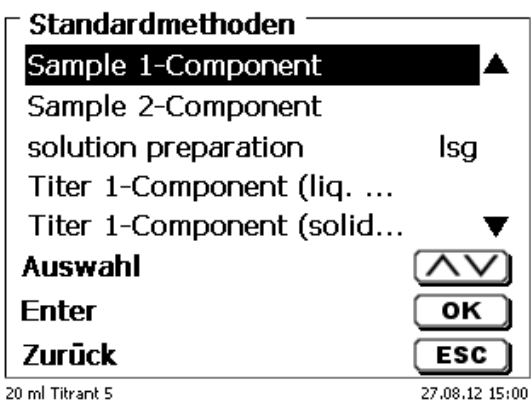 Standardmethoden
Sample 1-Component
Sample 2-Component
solution preparation lsg
Titer 1-Component (liq. ...
Titer 1-Component (solid...
Auswahl
Enter OK
Zurück ESC
20 ml Titrant 5 27.08.12 15:00